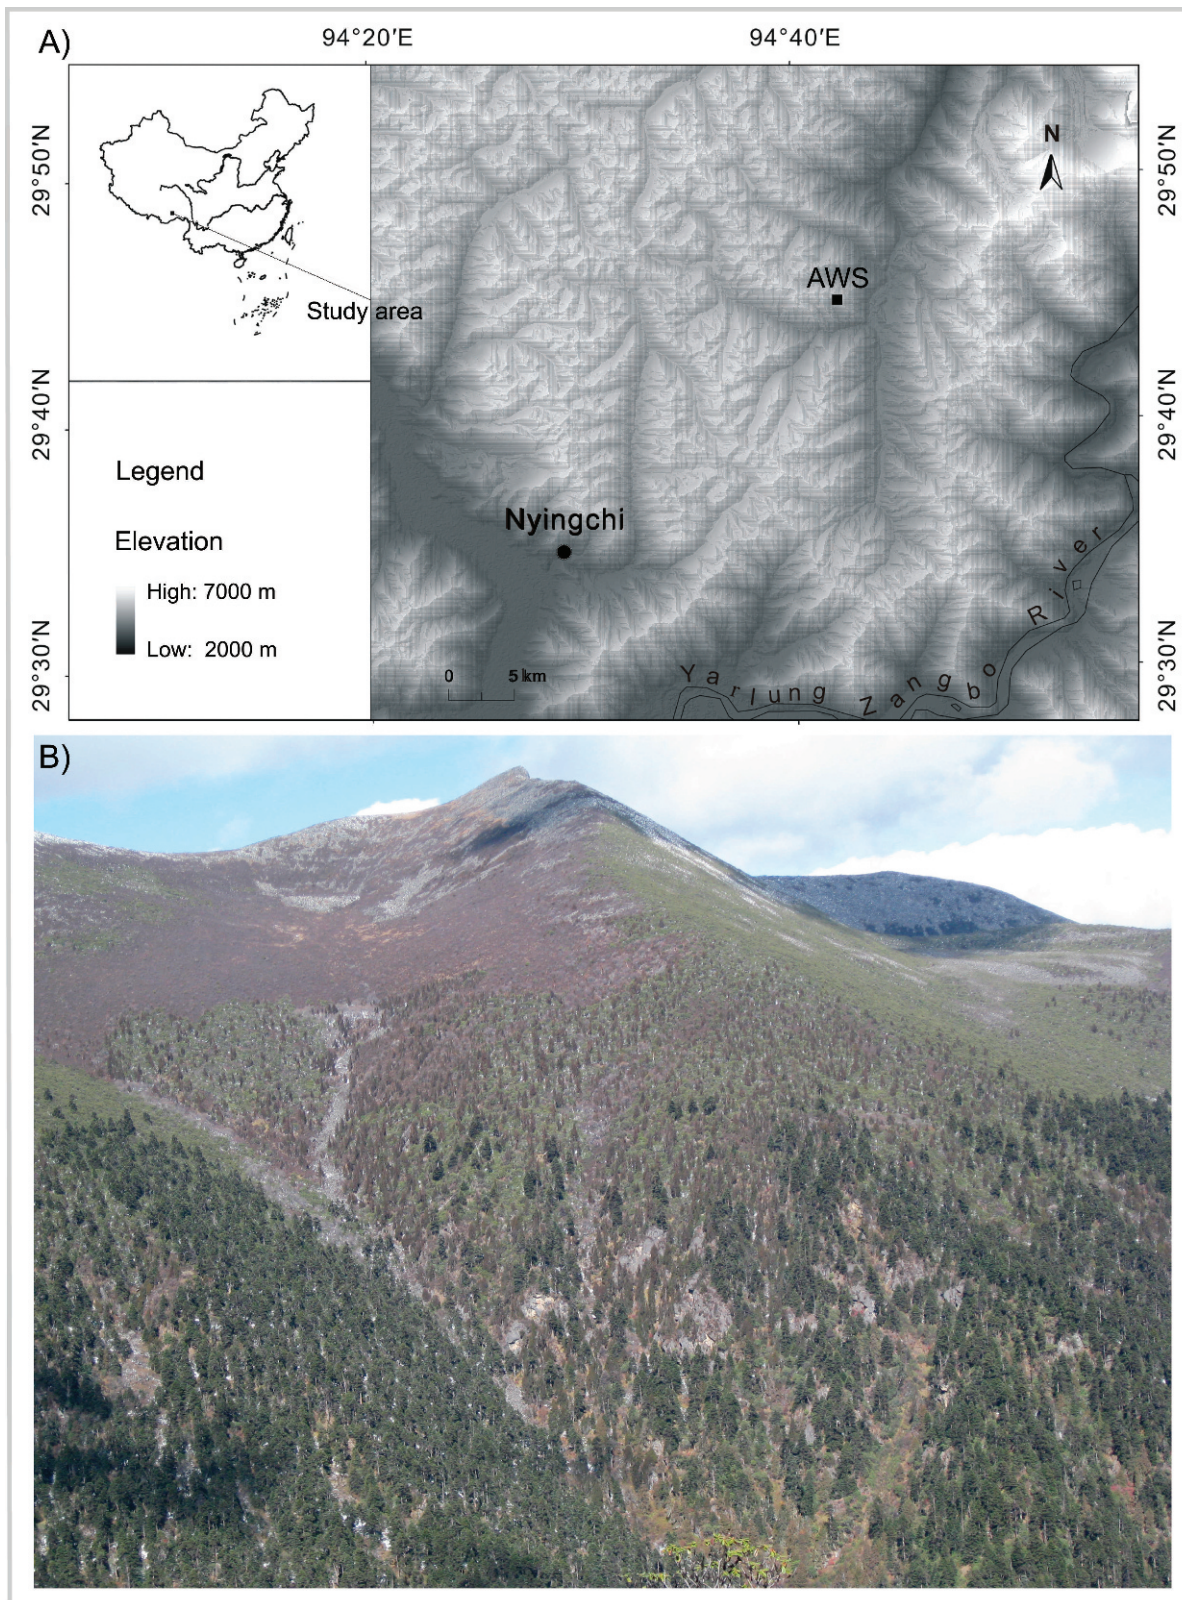 A)
94°20′E
94°40′E
29°50′N
29°40′N
29°30′N
29°50′N
29°40′N
29°30′N
N
AWS
Study area
Legend
Elevation
High: 7000 m
Low: 2000 m
Nyingchi
0 5 km
Yarlung Zangbo River
B)